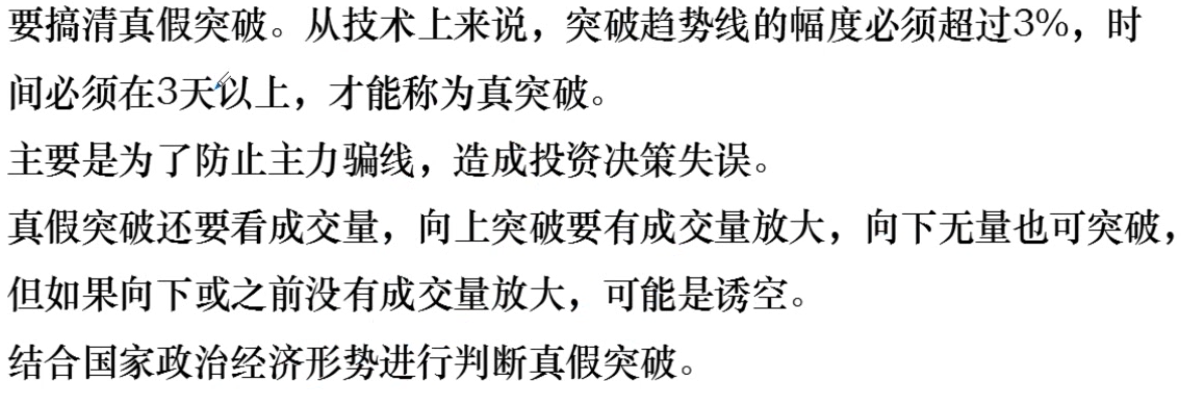 要搞清真假突破。从技术上来说，突破趋势线的幅度必须超过3%，时
间必须在3天以上，才能称为真突破。
主要是为了防止主力骗线，造成投资决策失误。
真假突破还要看成交量，向上突破要有成交量放大，向下无量也可突破，
但如果向下或之前没有成交量放大，可能是诱空。
结合国家政治经济形势进行判断真假突破。